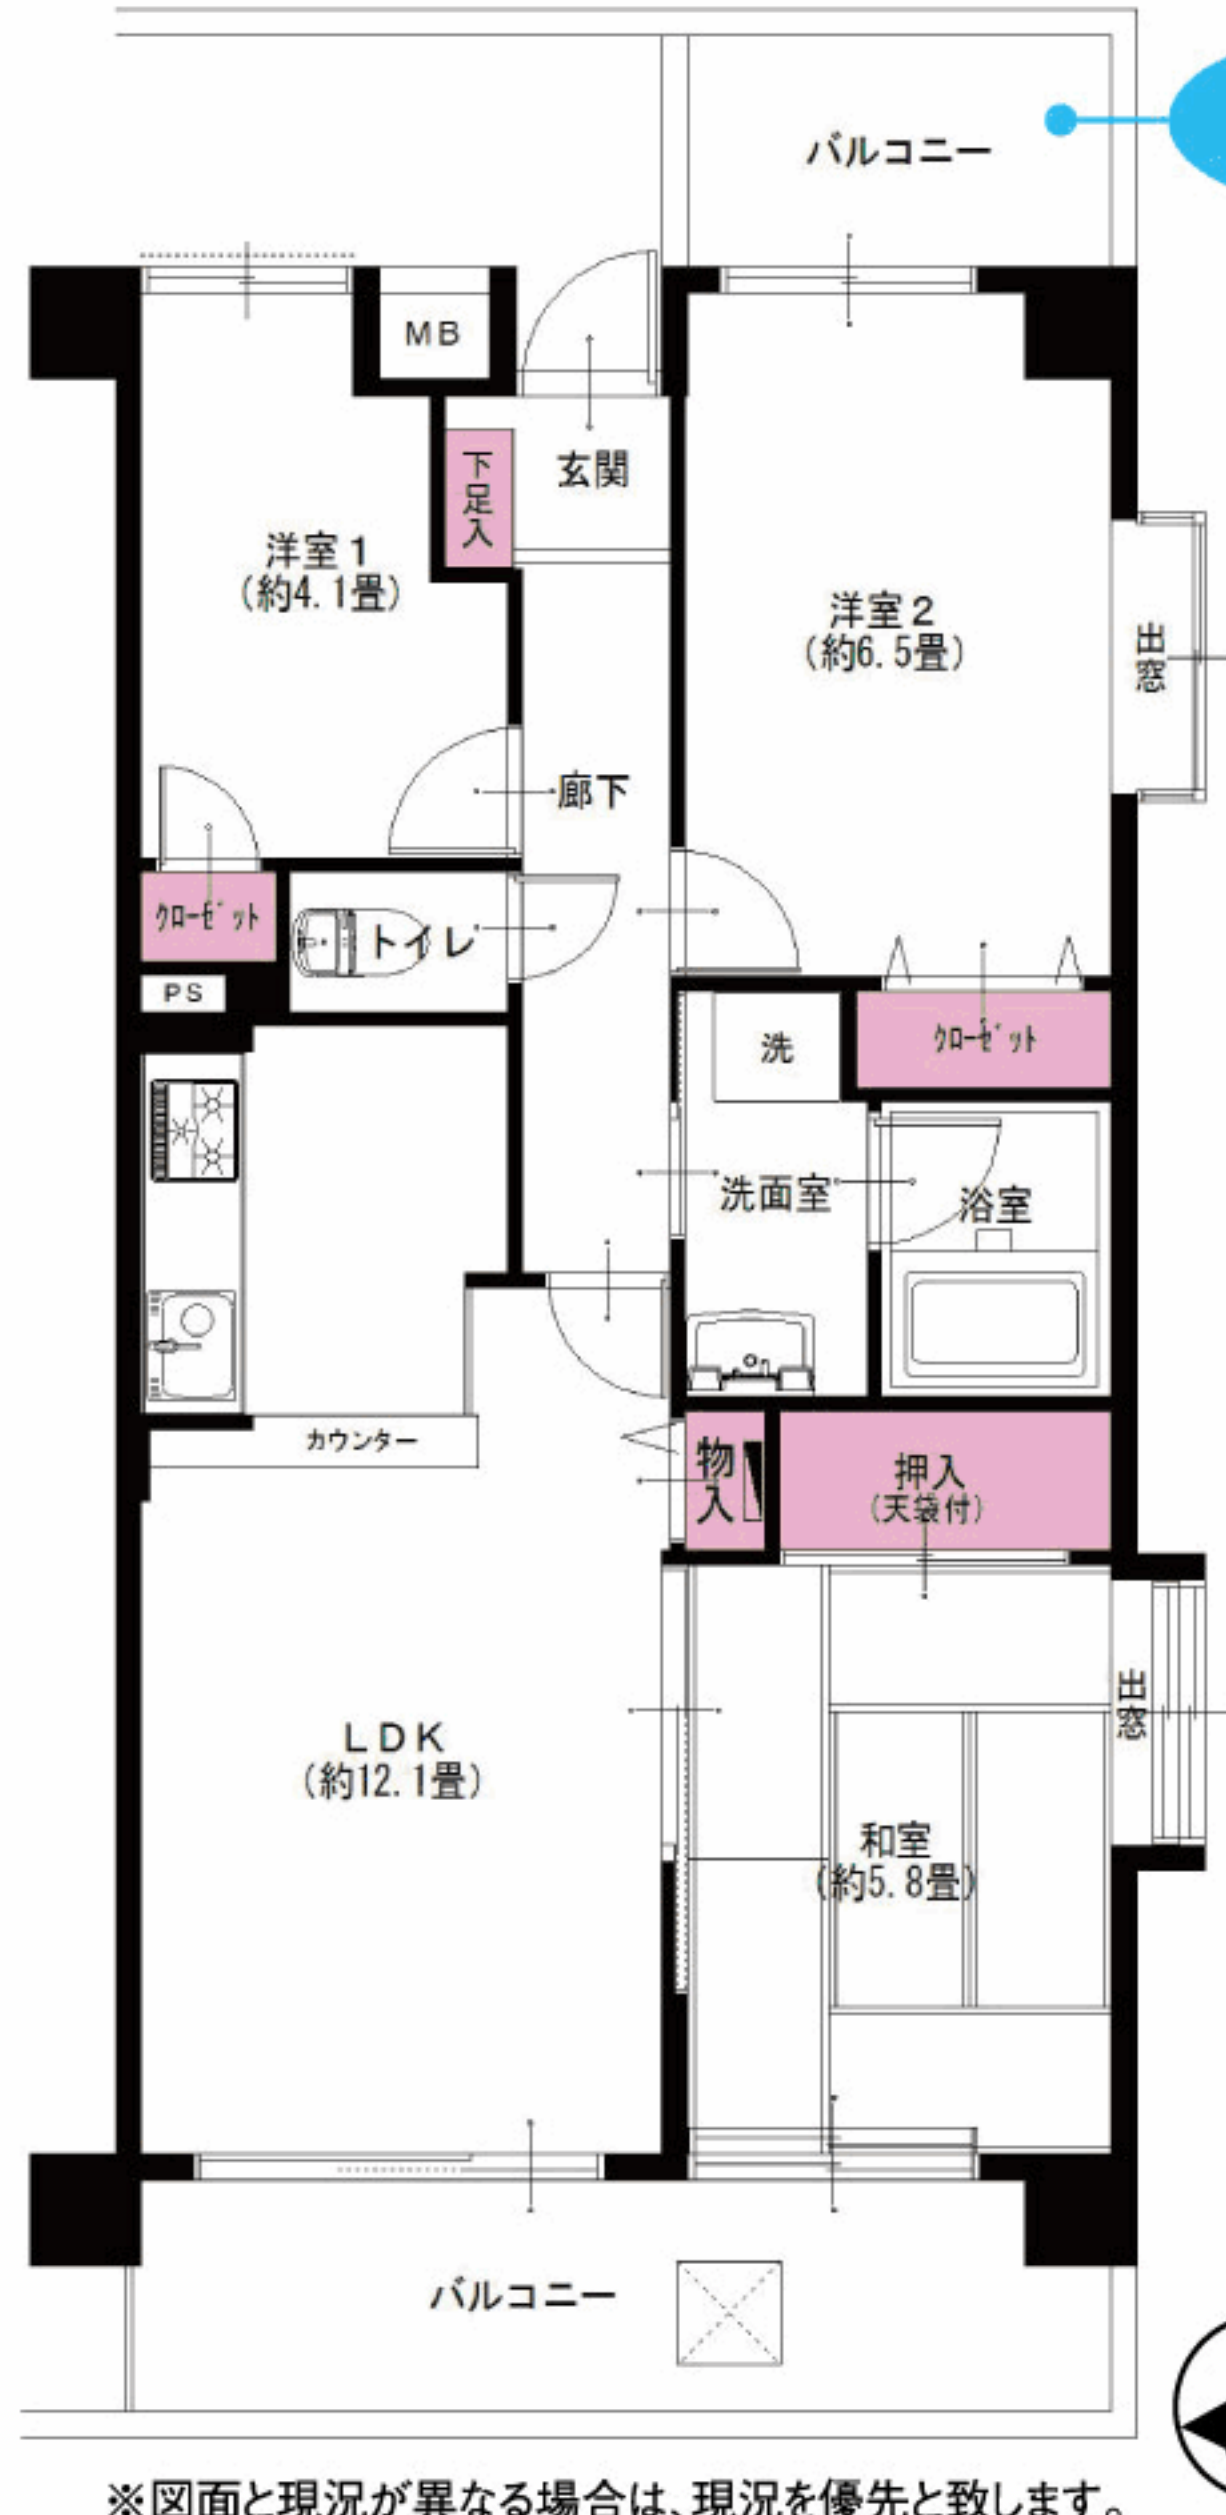 バルコニー
MB
下足入
玄関
洋室1
(約4.1畳)
洋室2
(約6.5畳)
出窓
廊下
クローゼット
トイレ
PS
洗
クローゼット
洗面室
浴室
カウンター
物入
押入
(天袋付)
LDK
(約12.1畳)
出窓
和室
(約5.8畳)
バルコニー
※図面と現況が異なる場合は、現況を優先と致します。